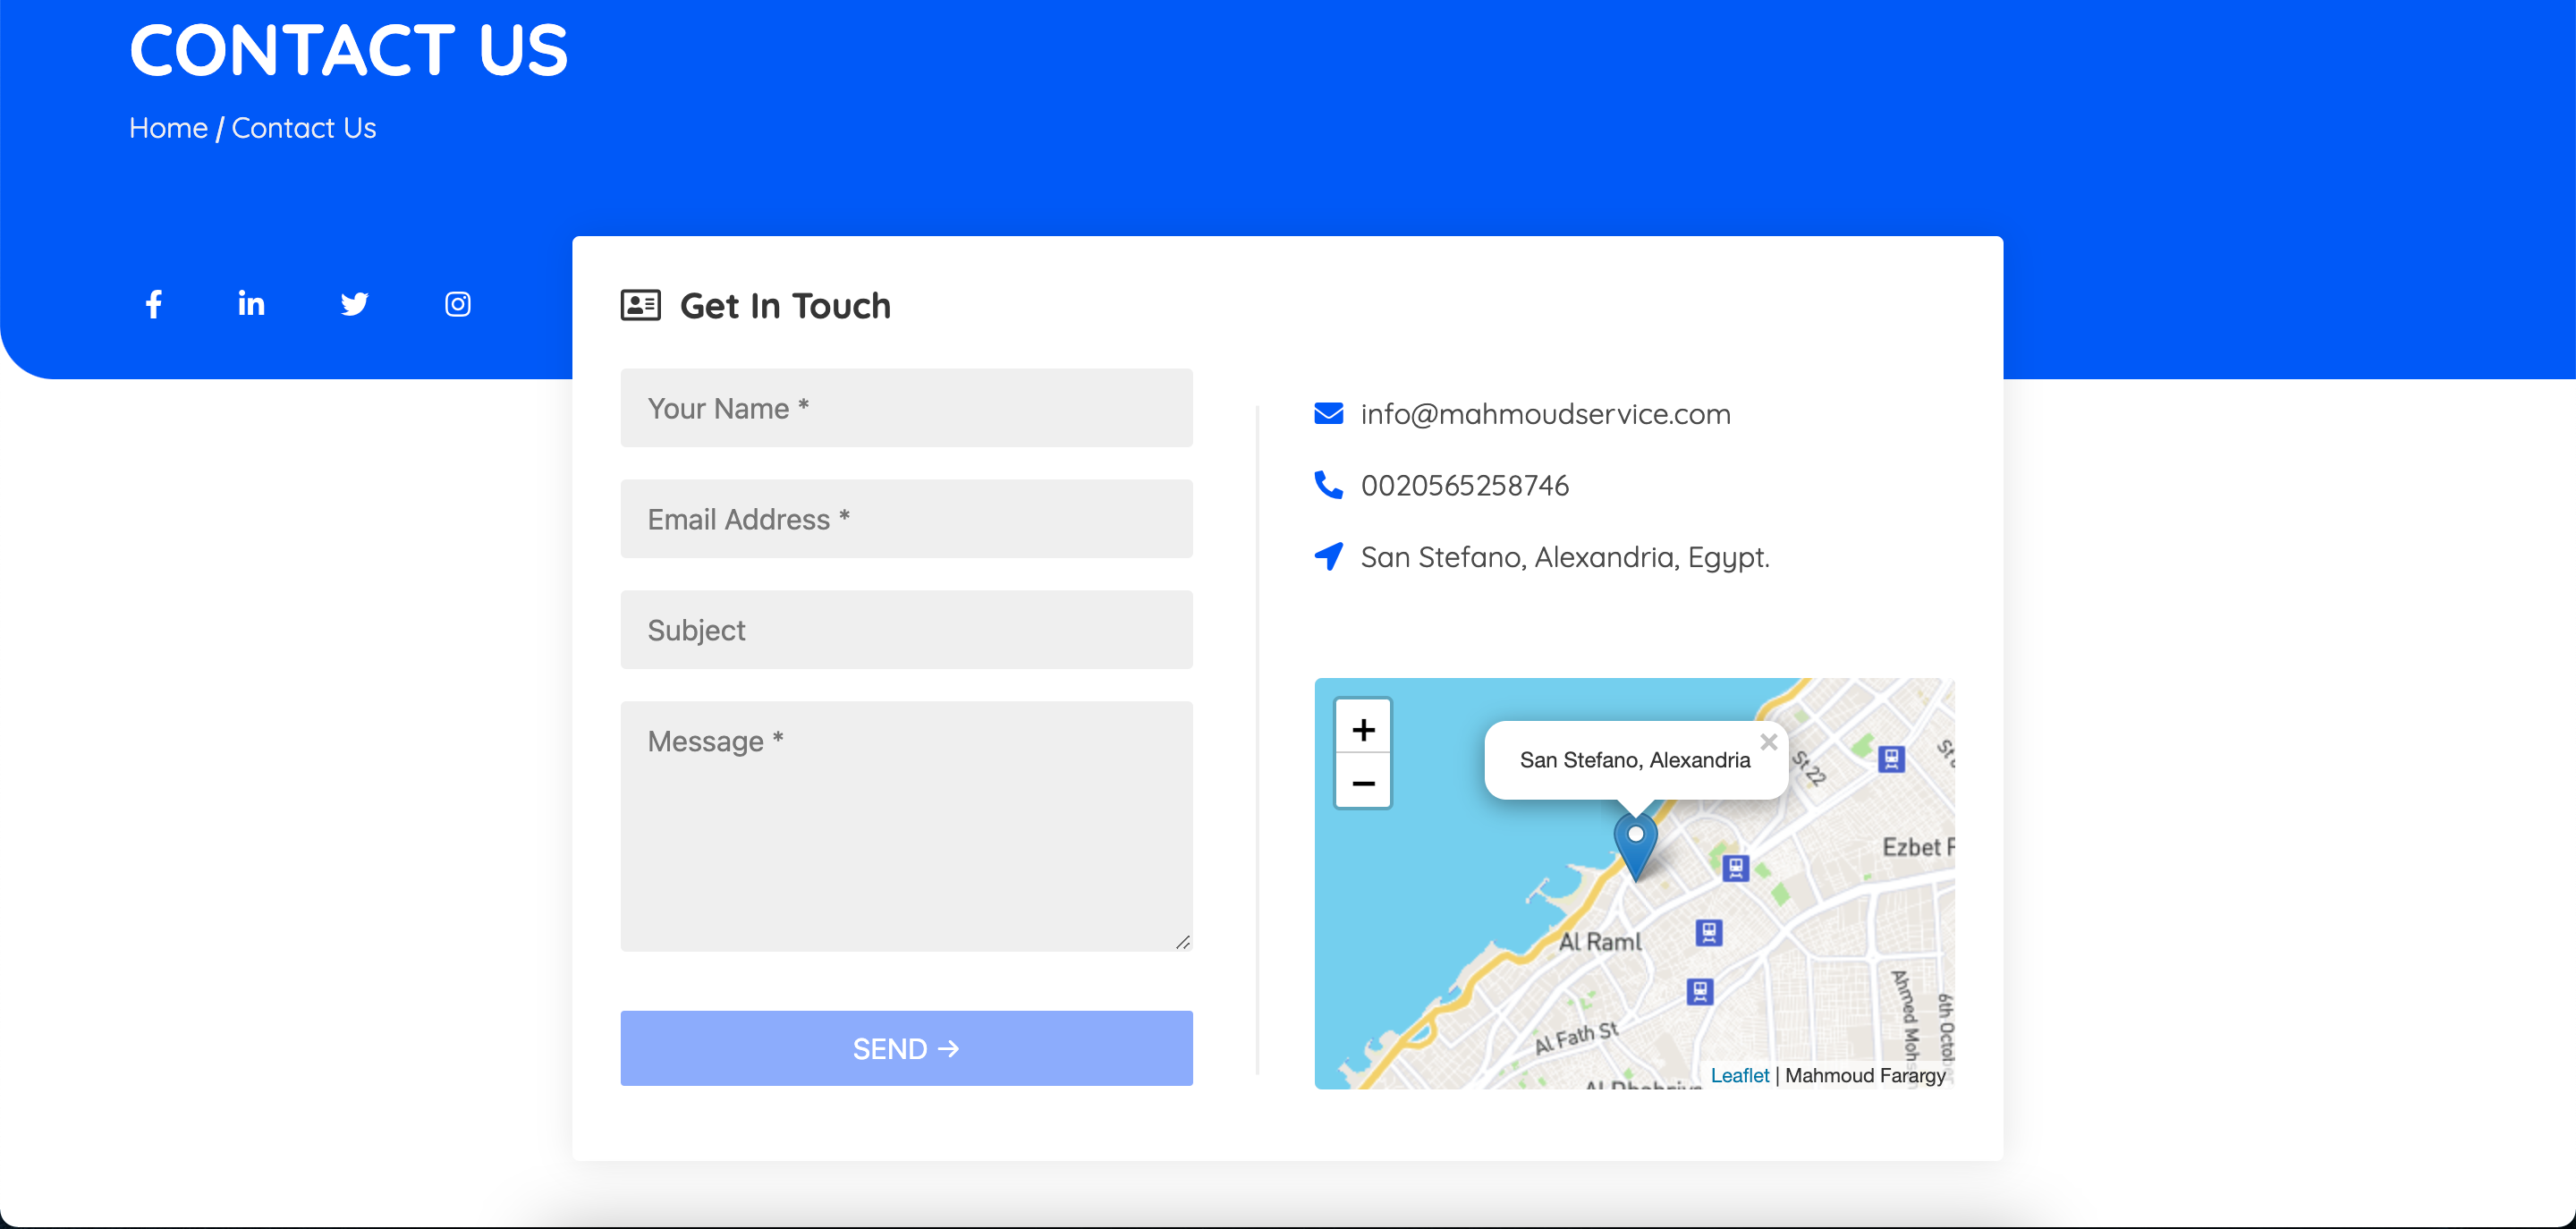 CONTACT US
Home / Contact Us
Get In Touch
Your Name *
Email Address *
Subject
Message *
SEND →
info@mahmoudservice.com
0020565258746
San Stefano, Alexandria, Egypt.
+
−
San Stefano, Alexandria ×
St 22
Ezbet
Al Raml
Al Fath St
Ahmed
6th
Leaflet | Mahmoud Farargy